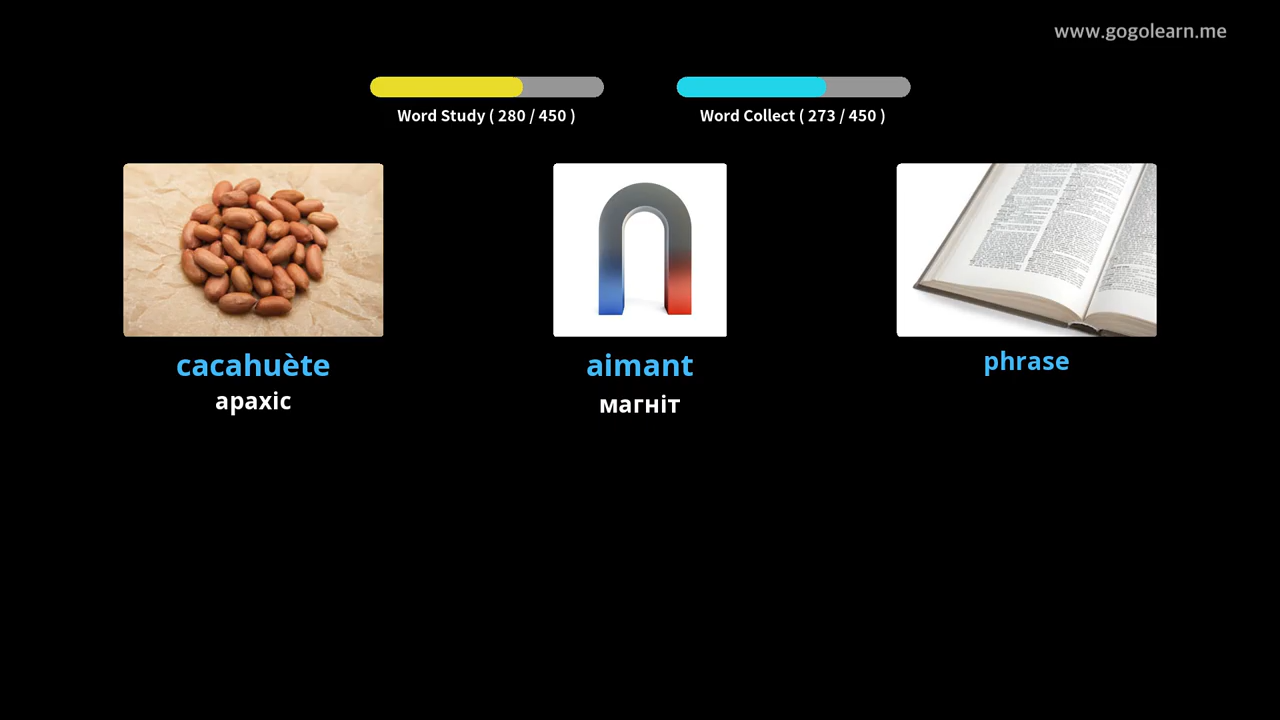 www.gogolearn.me
Word Study ( 280 / 450 )
Word Collect ( 273 / 450 )
cacahuète
арахіс
aimant
магніт
phrase